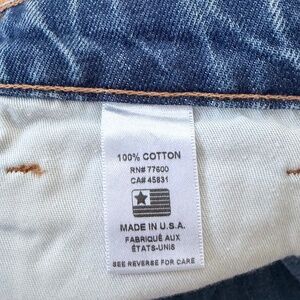 100% COTTON
RN# 77600
CA# 45831
MADE IN U.S.A.
FABRIQUÉ AUX
ÉTATS-UNIS
SEE REVERSE FOR CARE